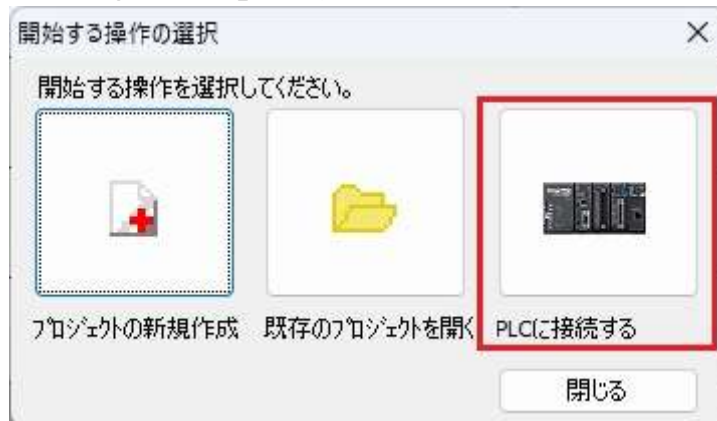 開始する操作の選択
開始する操作を選択してください。
ﾌﾟﾛｼﾞｪｸﾄの新規作成
既存のﾌﾟﾛｼﾞｪｸﾄを開く
PLCに接続する
閉じる